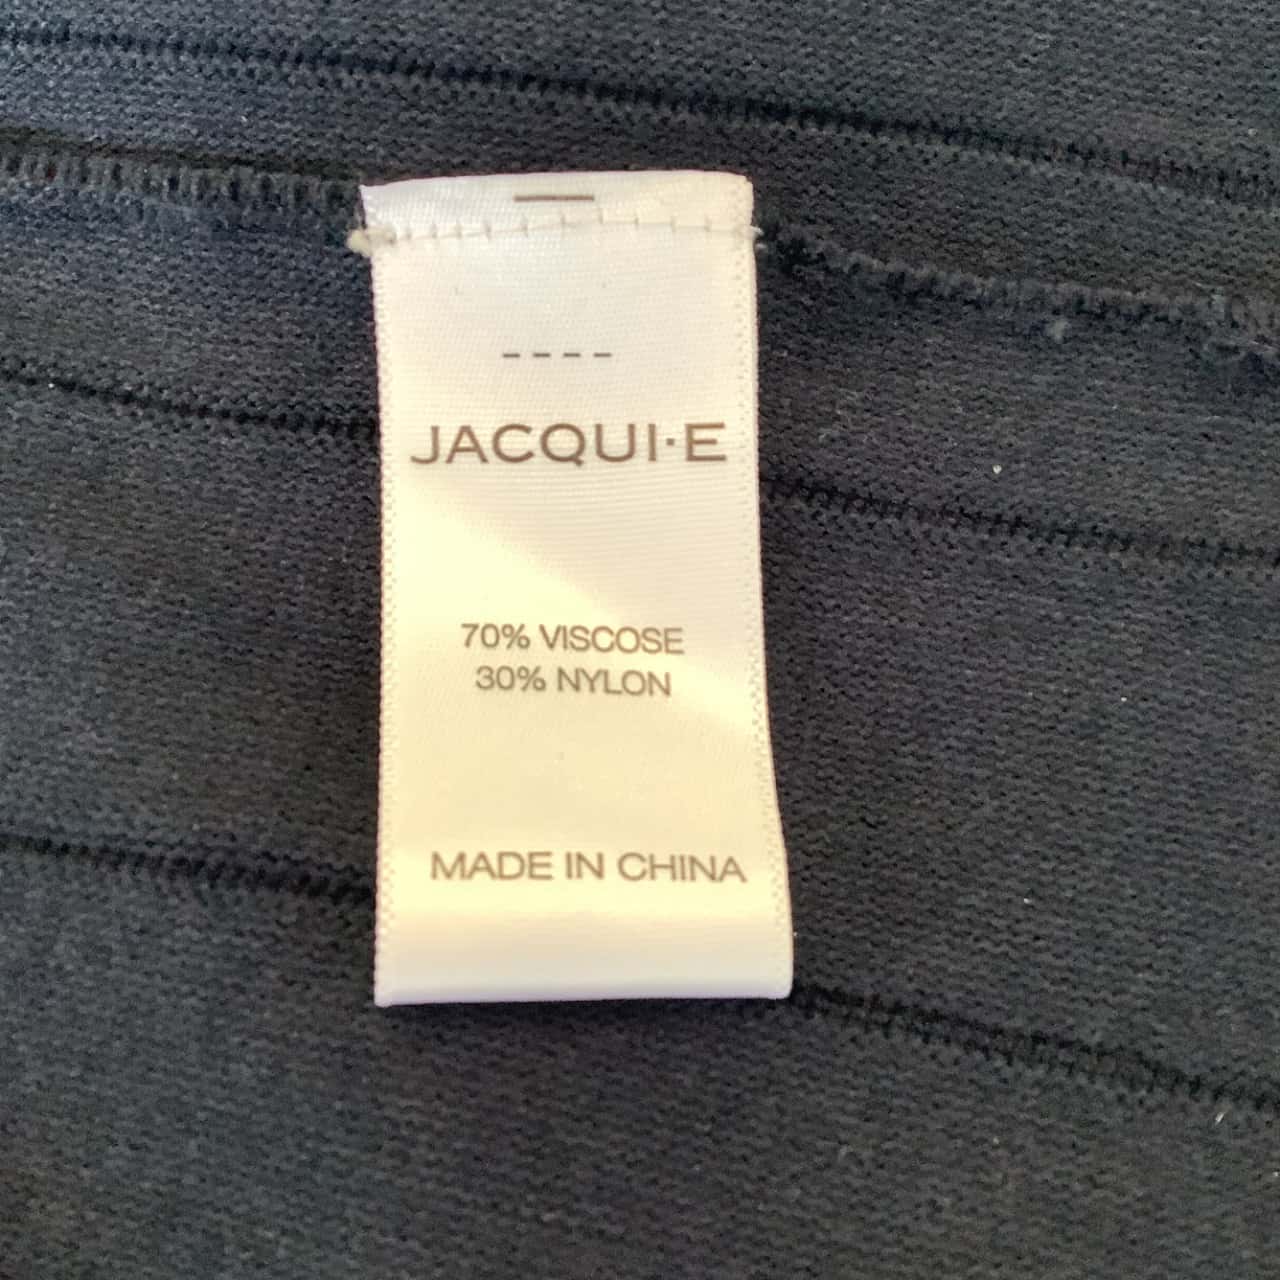 JACQUI·E
70% VISCOSE
30% NYLON
MADE IN CHINA